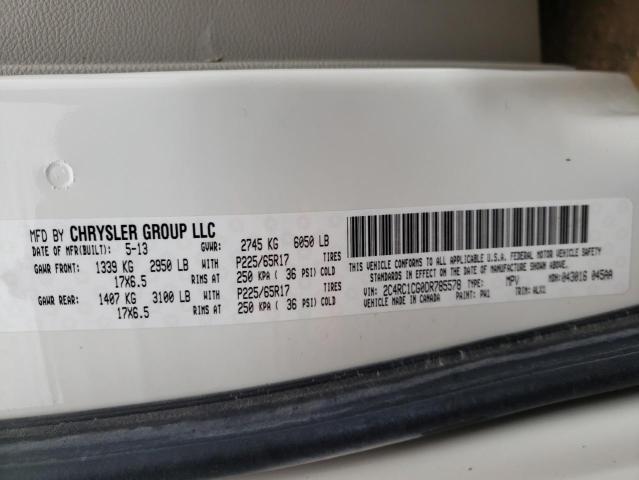 MFD BY CHRYSLER GROUP LLC
DATE OF MFR(BUILT): 5-13 GVWR: 2745 KG 6050 LB
GAWR FRONT: 1339 KG 2950 LB WITH P225/65R17 TIRES
17X6.5 RIMS AT 250 KPA ( 36 PSI) COLD
GAWR REAR: 1407 KG 3100 LB WITH P225/65R17 TIRES
17X6.5 RIMS AT 250 KPA ( 36 PSI) COLD
THIS VEHICLE CONFORMS TO ALL APPLICABLE U.S.A. FEDERAL MOTOR VEHICLE SAFETY
STANDARDS IN EFFECT ON THE DATE OF MANUFACTURE SHOWN ABOVE.
VIN: 2C4RC1CG0DR785578 TYPE: MPV MDH:043016 045AA
VEHICLE MADE IN CANADA PAINT: PW1 TRIM: ALX1